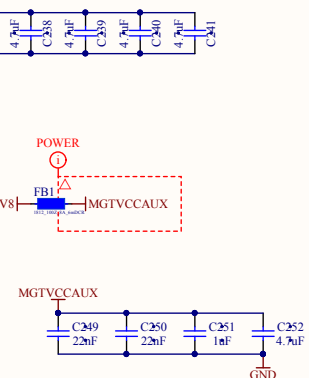 4.7uF C238 4.7uF C239 4.7uF C240 4.7uF C241
POWER
i
FB1
V8 MGTVCCAUX
MGTVCCAUX
C249 C250 C251 C252
22nF 22nF 1uF 4.7uF
GND